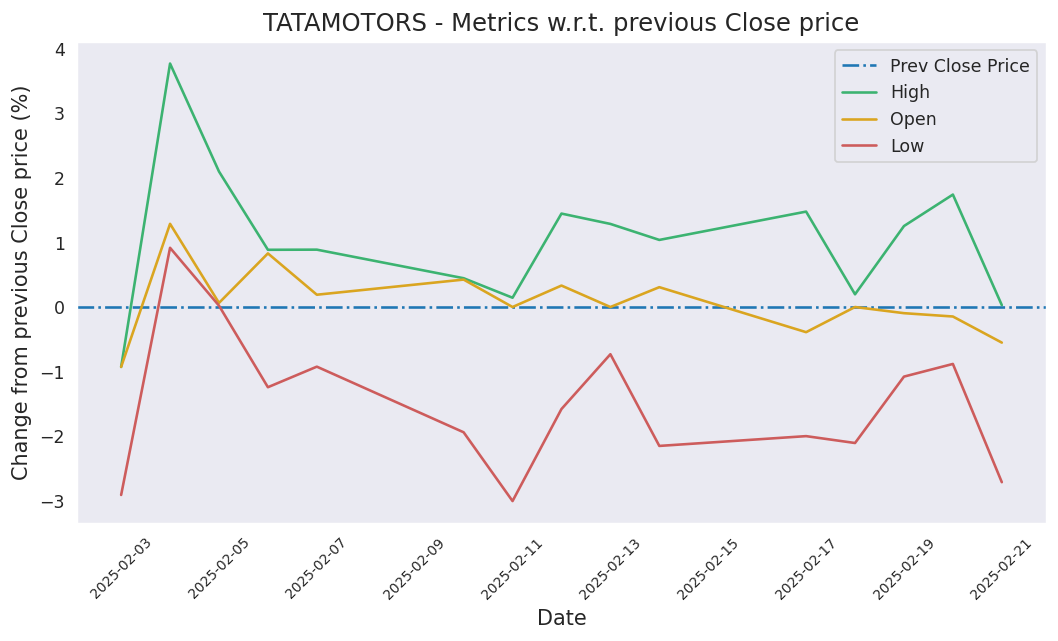 TATAMOTORS - Metrics w.r.t. previous Close price
Change from previous Close price (%)
4
3
2
1
0
−1
−2
−3
Prev Close Price
High
Open
Low
2025-02-03
2025-02-05
2025-02-07
2025-02-09
2025-02-11
2025-02-13
2025-02-15
2025-02-17
2025-02-19
2025-02-21
Date